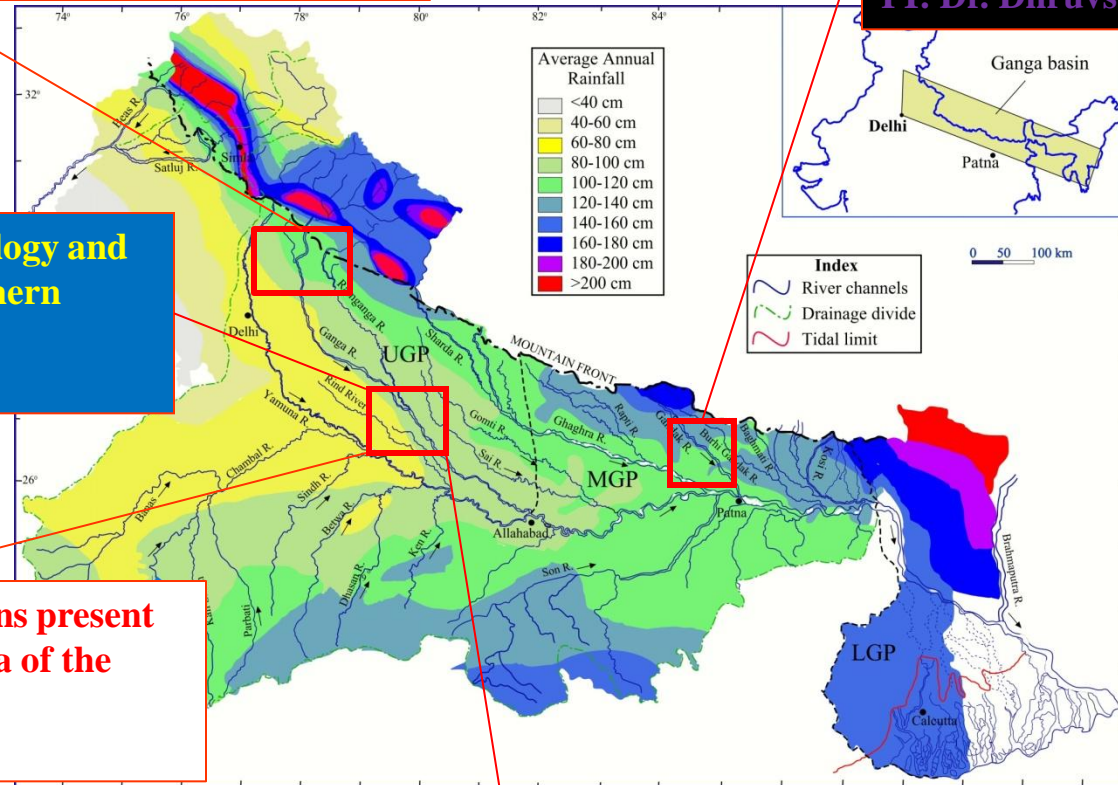 PI: Dr. Dhruvs
74°
76°
78°
80°
82°
84°
32°
26°
Average Annual
Rainfall
<40 cm
40-60 cm
60-80 cm
80-100 cm
100-120 cm
120-140 cm
140-160 cm
160-180 cm
180-200 cm
>200 cm
Ganga basin
Delhi
Patna
0 50 100 km
Index
River channels
Drainage divide
Tidal limit
Beas R.
Satluj R.
Simla
logy and
hern
Delhi
Ramganga R.
Ganga R.
UGP
Sharda R.
MOUNTAIN FRONT
Rind River
Yamuna R.
Gomti R.
Ghaghra R.
Rapti R.
Gandak R.
Burhi Gandak R.
Baghmati R.
Kosi R.
Chambal R.
Banas
Sindh R.
Sai R.
MGP
Betwa R.
Ken R.
Allahabad
Patna
Dhasan R.
Son R.
Parbati
Brahmaputra R.
ns present
a of the
LGP
Calcutta